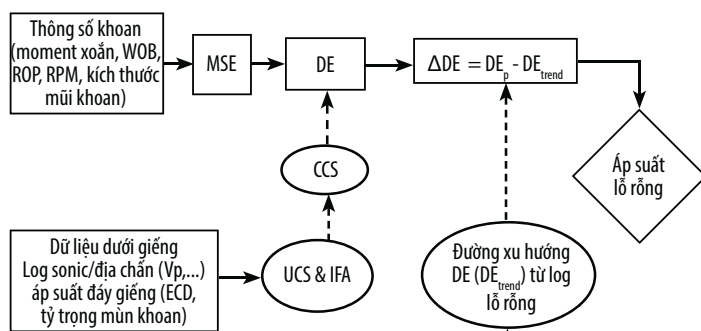 Thông số khoan
(moment xoắn, WOB,
ROP, RPM, kích thước
mũi khoan)
MSE
DE
ΔDE = DEp - DEtrend
CCS
Áp suất
lỗ rỗng
Dữ liệu dưới giếng
Log sonic/địa chấn (Vp,...)
áp suất đáy giếng (ECD,
tỷ trọng mùn khoan)
UCS & IFA
Đường xu hướng
DE (DEtrend) từ log
lỗ rỗng